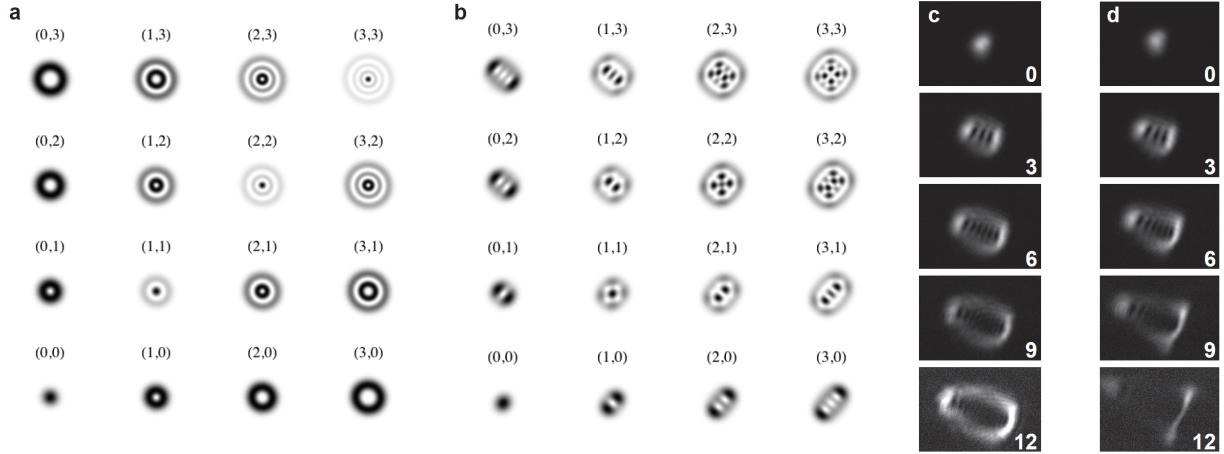 a
(0,3) (1,3) (2,3) (3,3)
(0,2) (1,2) (2,2) (3,2)
(0,1) (1,1) (2,1) (3,1)
(0,0) (1,0) (2,0) (3,0)
b
(0,3) (1,3) (2,3) (3,3)
(0,2) (1,2) (2,2) (3,2)
(0,1) (1,1) (2,1) (3,1)
(0,0) (1,0) (2,0) (3,0)
c
0
3
6
9
12
d
0
3
6
9
12